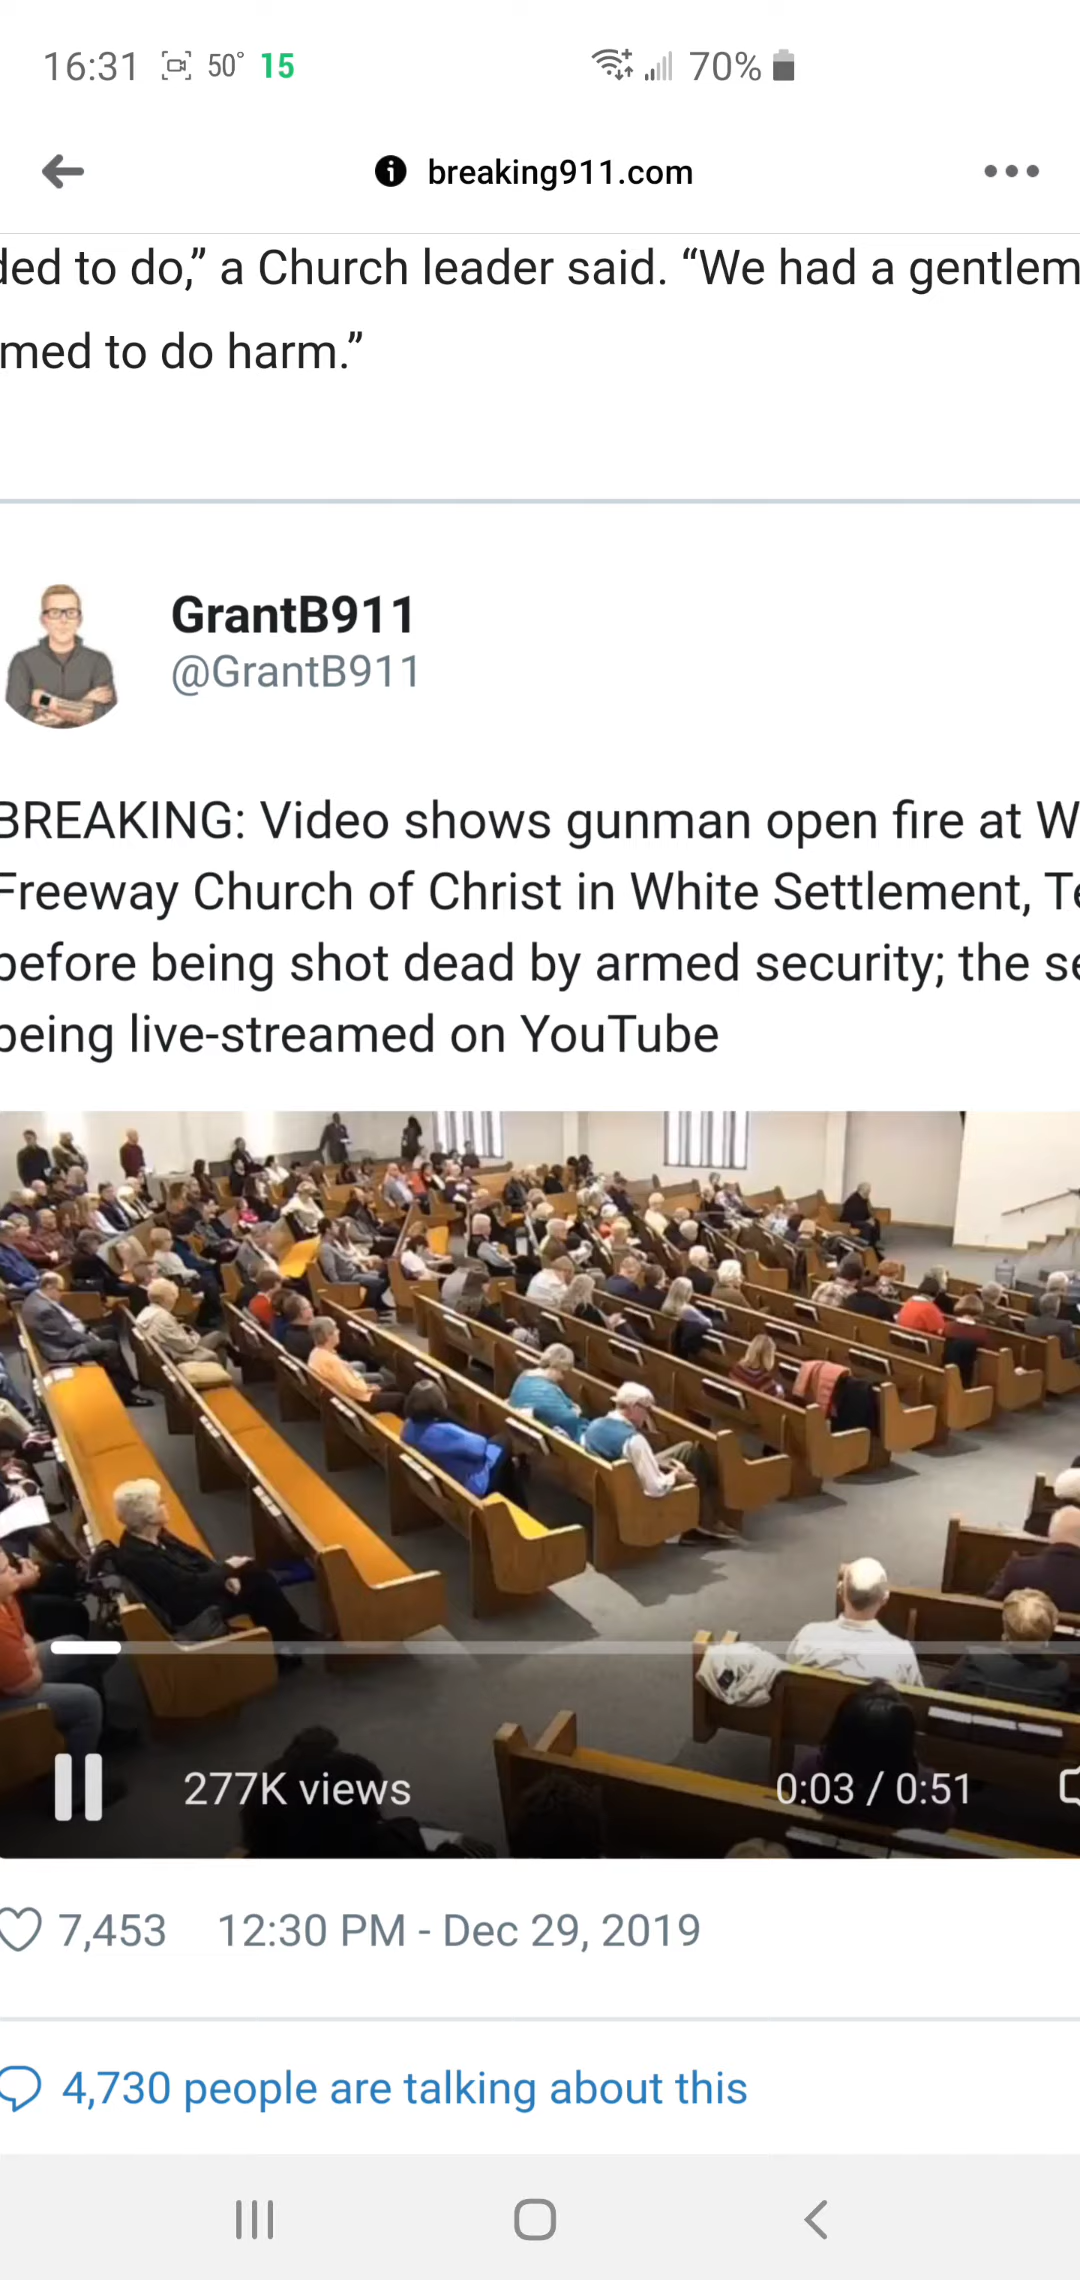 16:31 50° 15 70%
breaking911.com
ded to do,” a Church leader said. “We had a gentlem
med to do harm.”
GrantB911
@GrantB911
BREAKING: Video shows gunman open fire at W
Freeway Church of Christ in White Settlement, Te
before being shot dead by armed security; the se
being live-streamed on YouTube
277K views 0:03 / 0:51
7,453 12:30 PM - Dec 29, 2019
4,730 people are talking about this